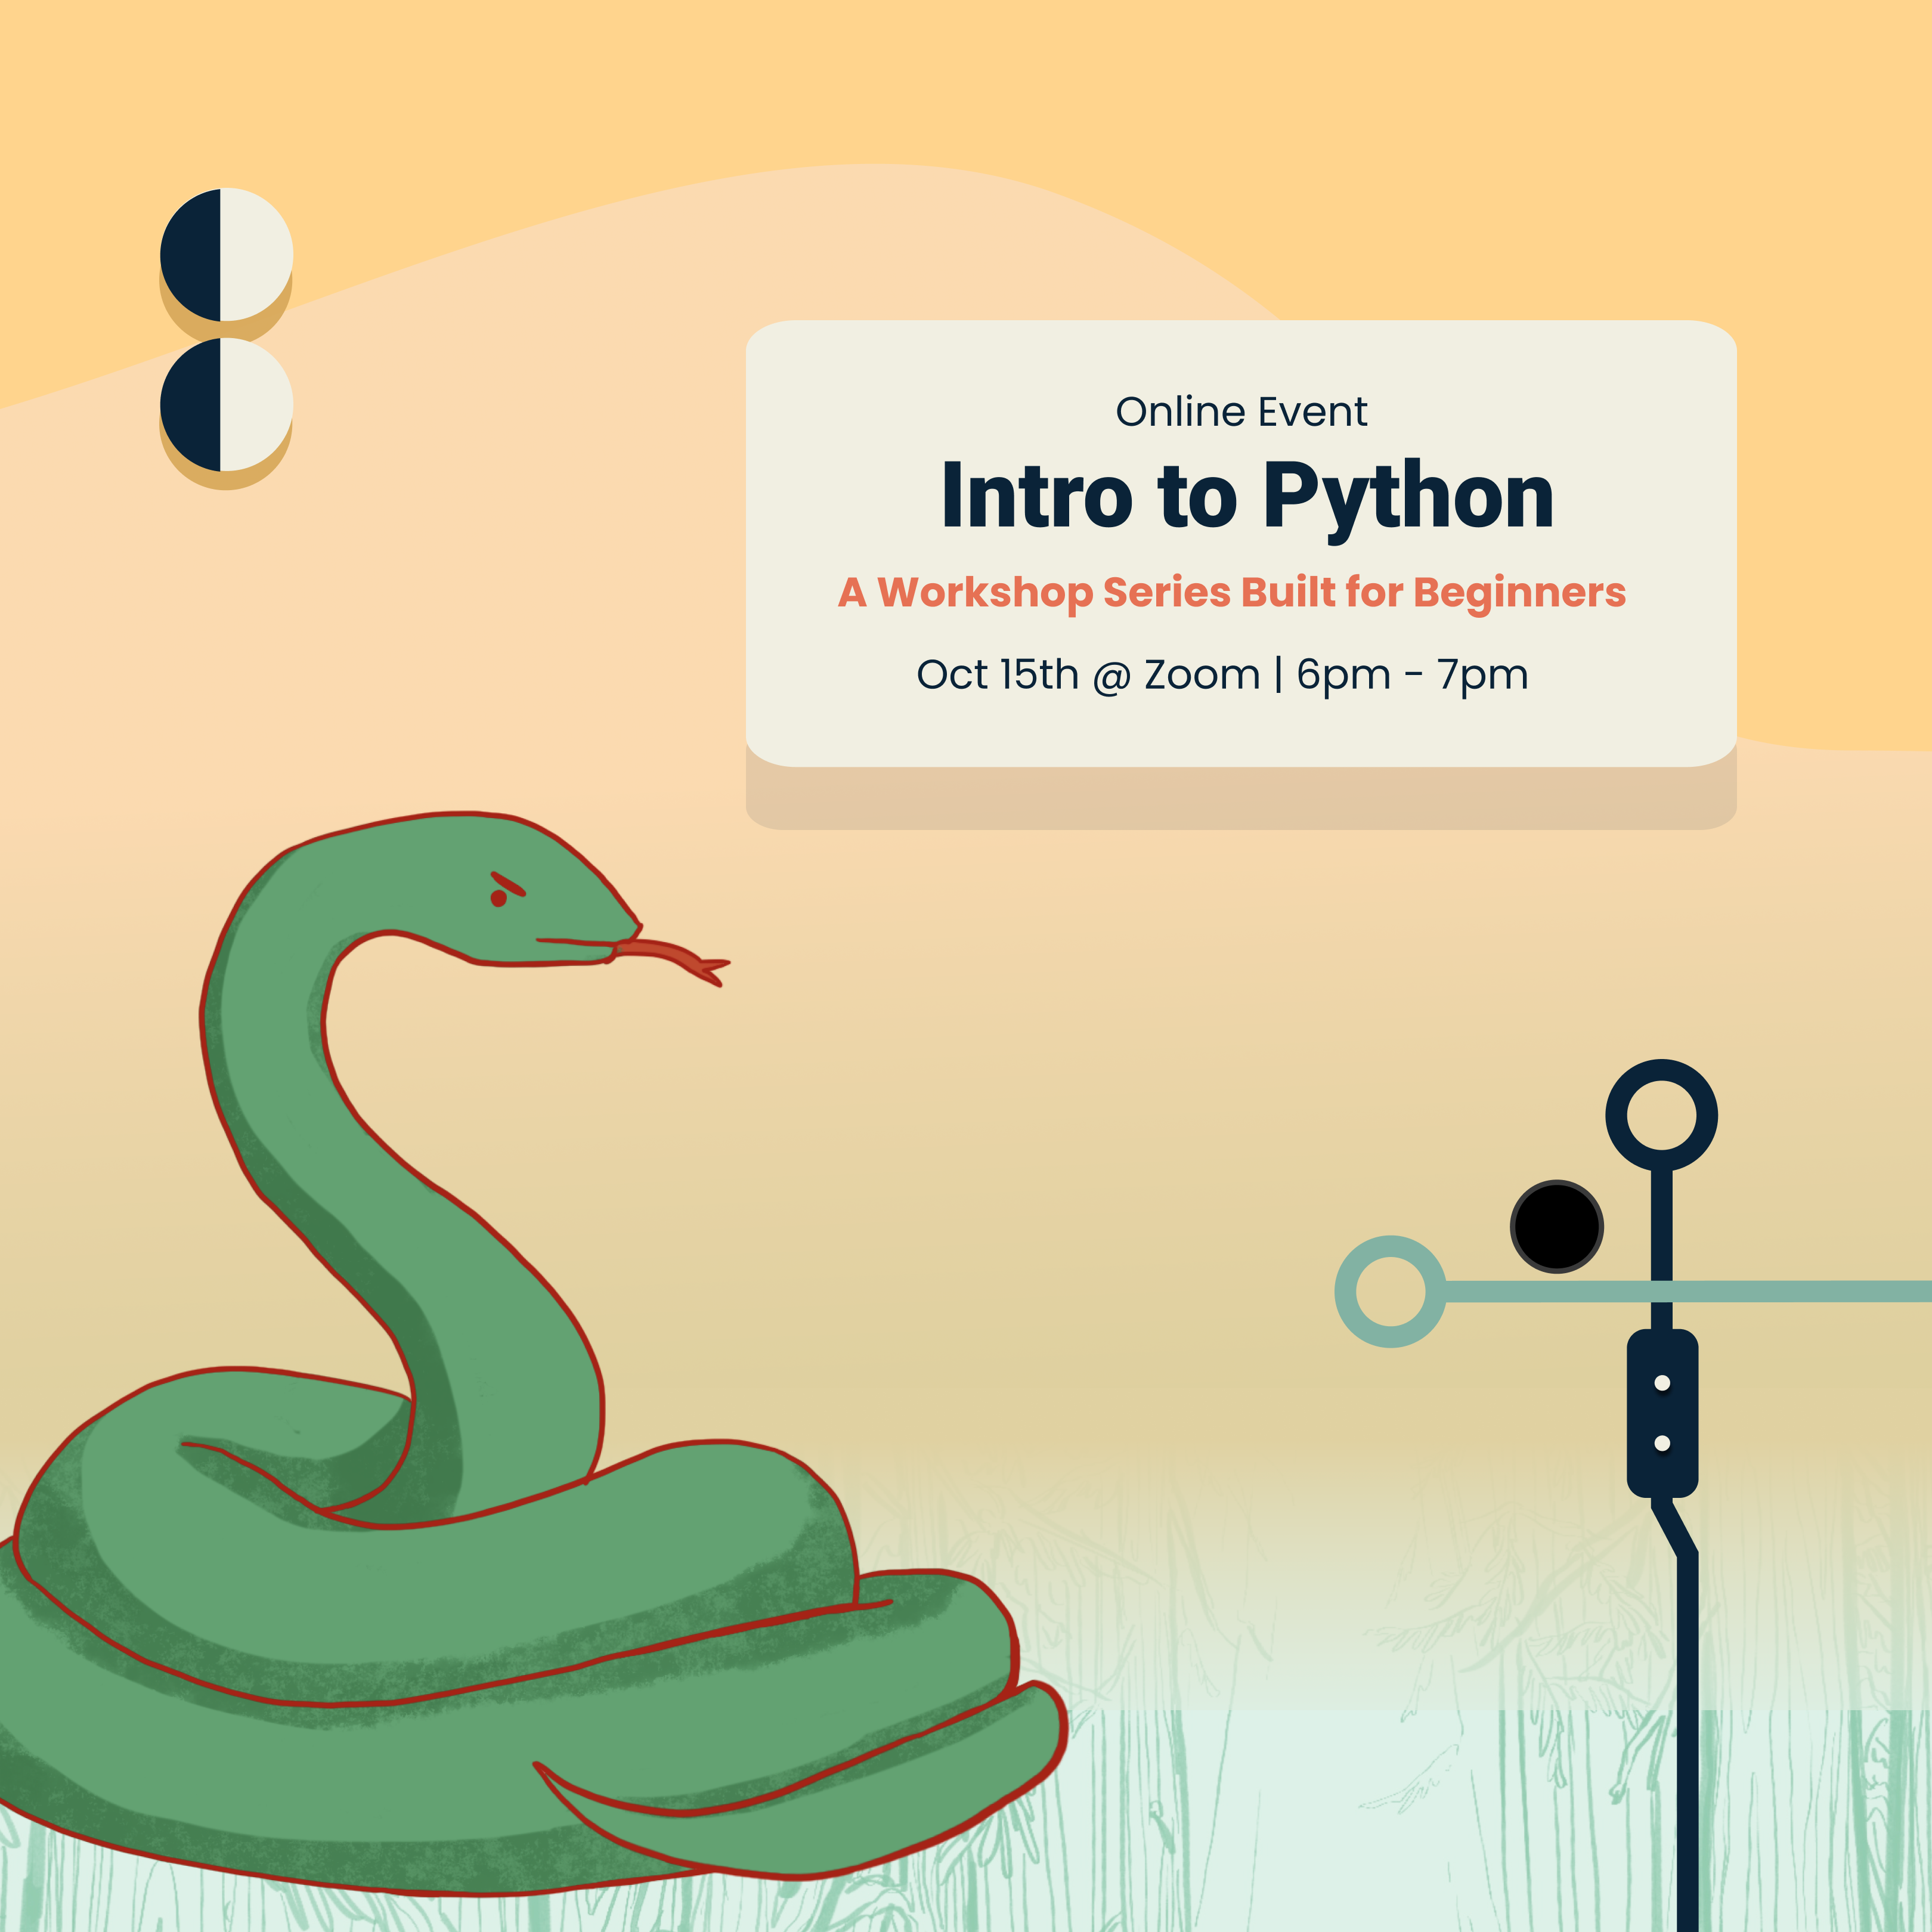 Online Event
Intro to Python
A Workshop Series Built for Beginners
Oct 15th @ Zoom | 6pm - 7pm